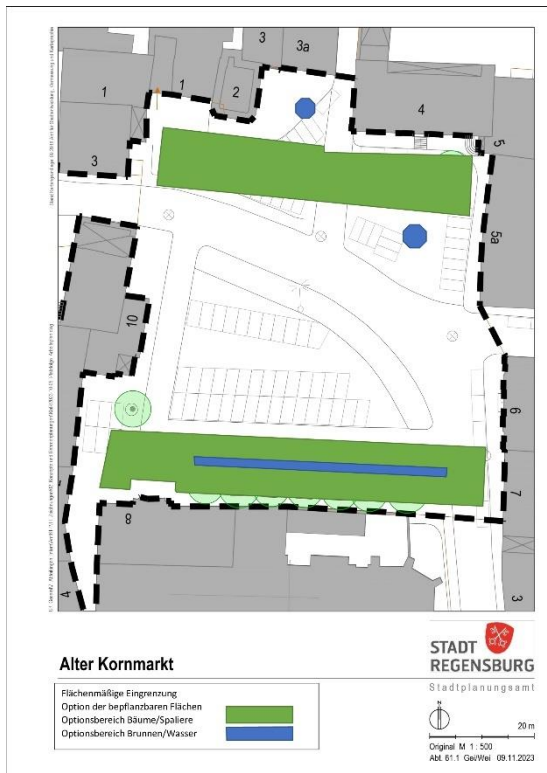 3
3a
1
1
2
4
3
5
5a
10
6
7
8
4
3
Alter Kornmarkt
STADT
REGENSBURG
Stadtplanungsamt
Flächenmäßige Eingrenzung
Option der bepflanzbaren Flächen
Optionsbereich Bäume/Spaliere
Optionsbereich Brunnen/Wasser
20 m
Original M 1 : 500
Abt. 61.1 Gei/Wei 09.11.2023